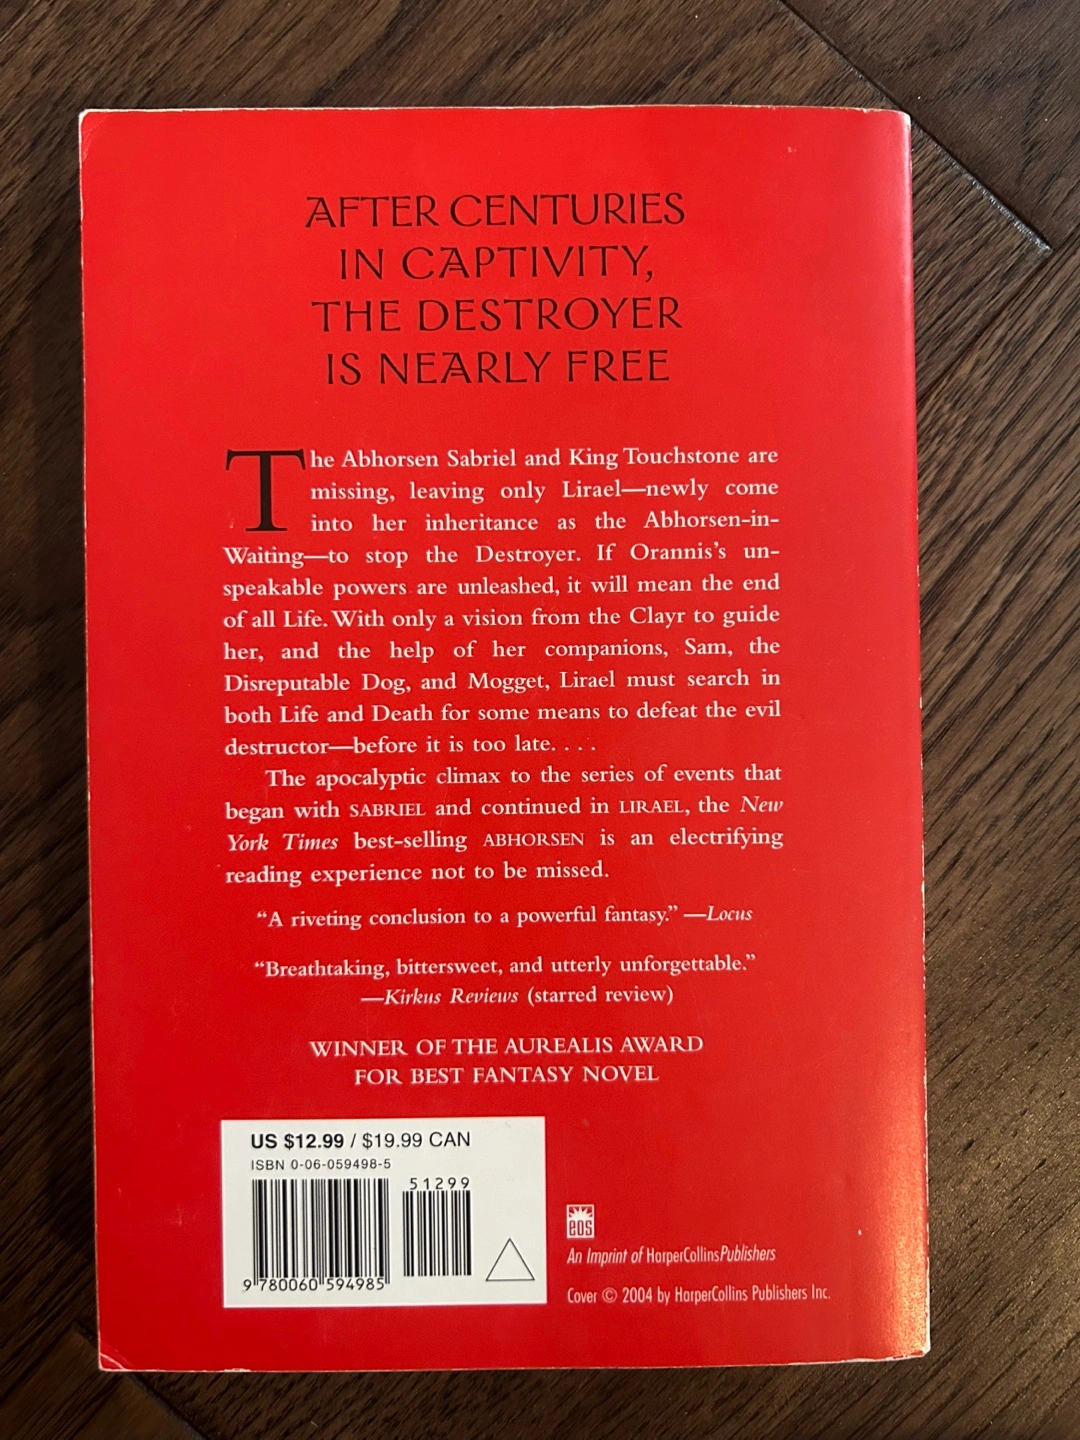 AFTER CENTURIES
IN CAPTIVITY,
THE DESTROYER
IS NEARLY FREE
The Abhorsen Sabriel and King Touchstone are
missing, leaving only Lirael—newly come
into her inheritance as the Abhorsen-in-
Waiting—to stop the Destroyer. If Orannis's un-
speakable powers are unleashed, it will mean the end
of all Life. With only a vision from the Clayr to guide
her, and the help of her companions, Sam, the
Disreputable Dog, and Mogget, Lirael must search in
both Life and Death for some means to defeat the evil
destructor—before it is too late. . . .
The apocalyptic climax to the series of events that
began with SABRIEL and continued in LIRAEL, the New
York Times best-selling ABHORSEN is an electrifying
reading experience not to be missed.
“A riveting conclusion to a powerful fantasy.” —Locus
“Breathtaking, bittersweet, and utterly unforgettable.”
—Kirkus Reviews (starred review)
WINNER OF THE AUREALIS AWARD
FOR BEST FANTASY NOVEL
US $12.99 / $19.99 CAN
ISBN 0-06-059498-5
51299
9 780060 594985
eos
An Imprint of HarperCollinsPublishers
Cover © 2004 by HarperCollins Publishers Inc.